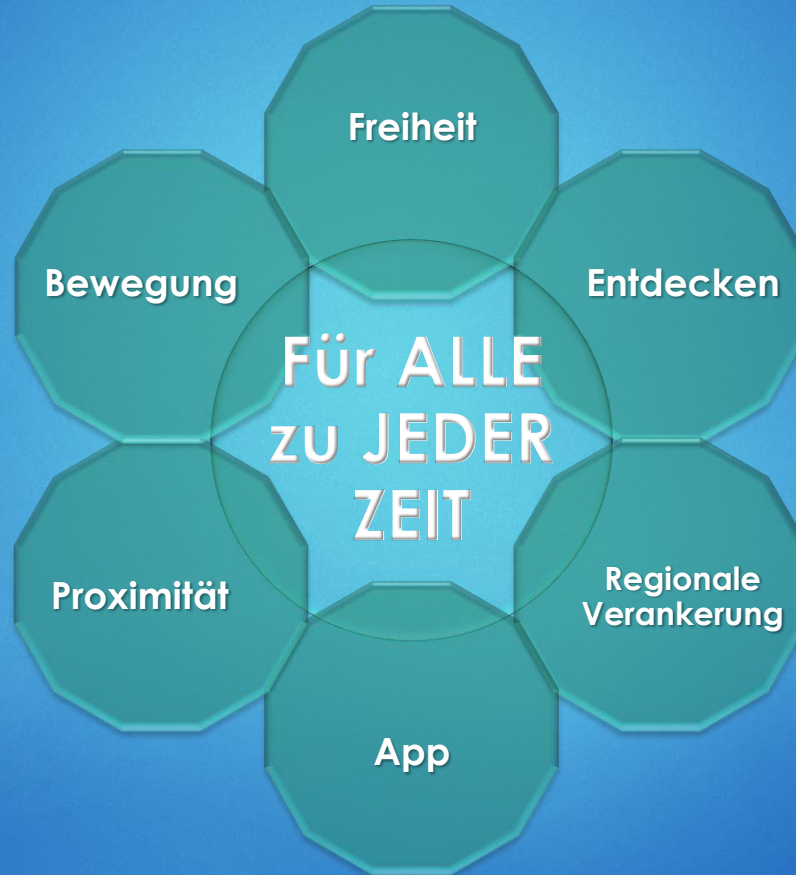 Freiheit
Bewegung
Entdecken
Für ALLE
zu JEDER
ZEIT
Proximität
Regionale
Verankerung
App